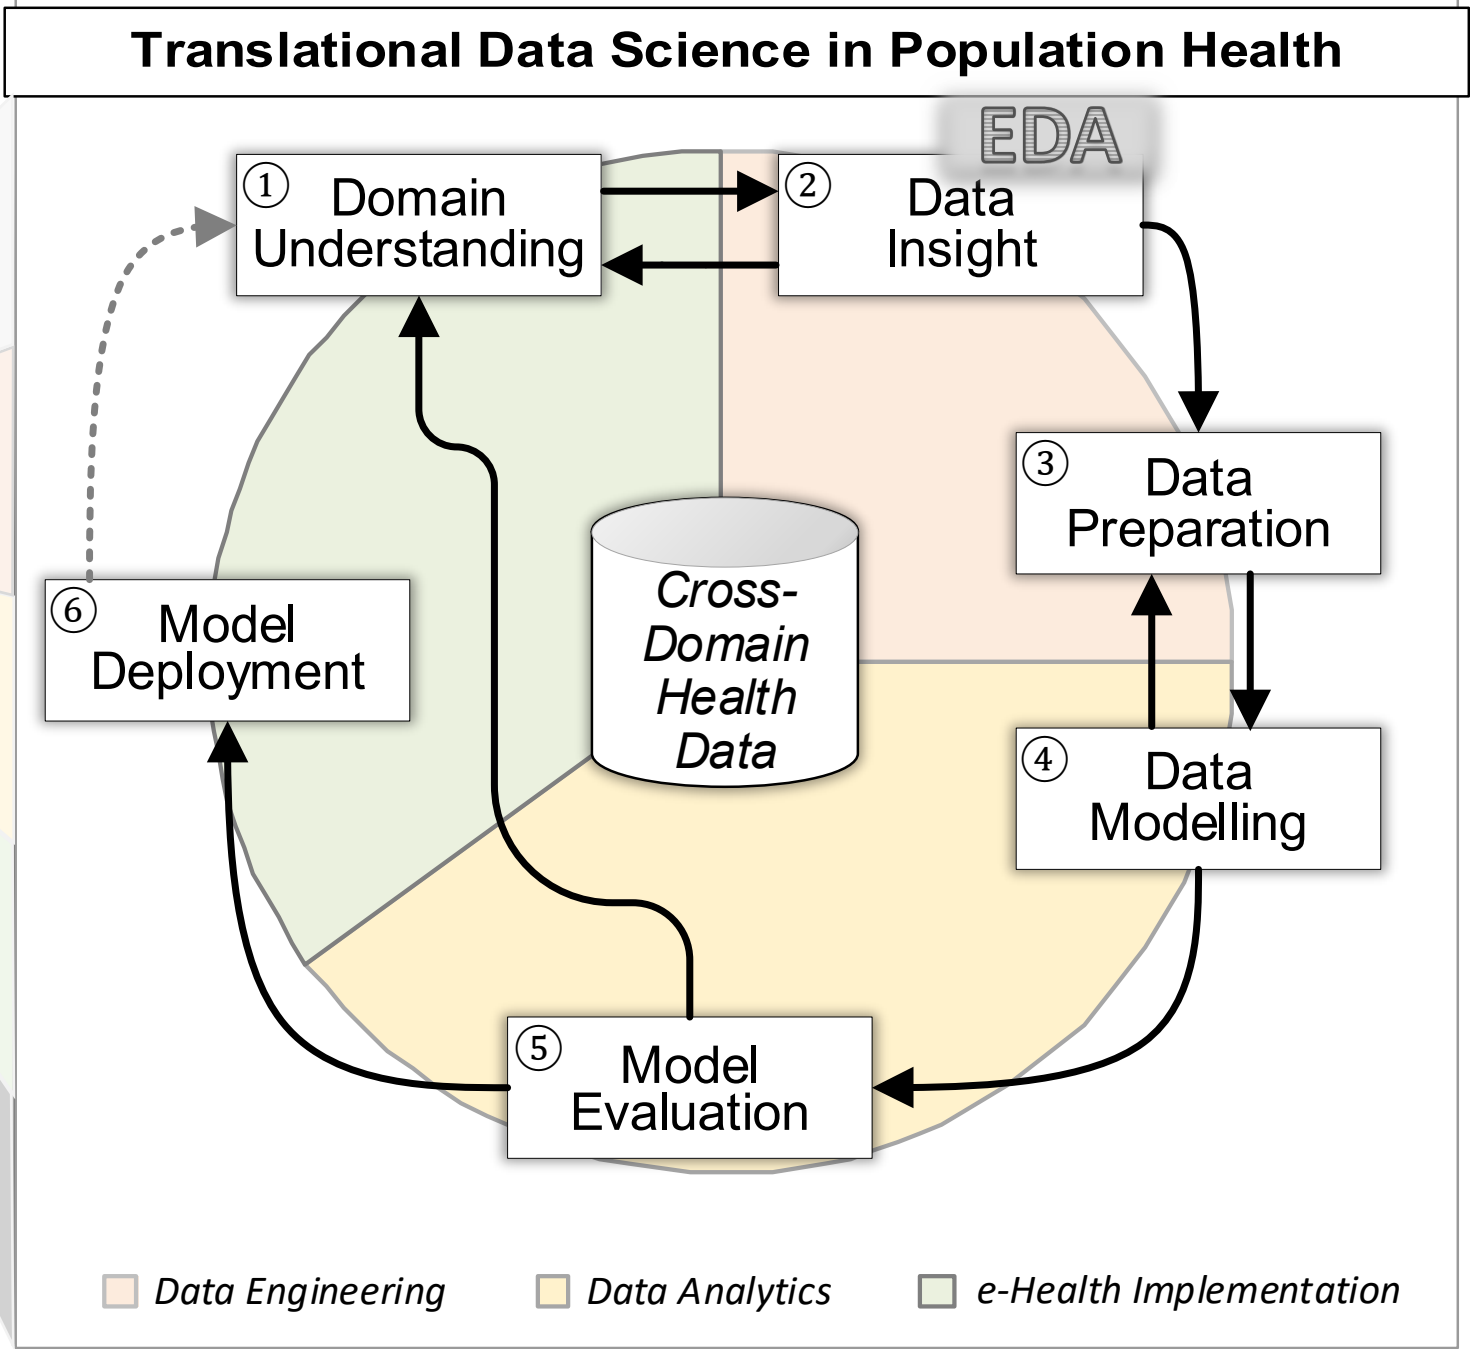 Translational Data Science in Population Health
EDA
① Domain
Understanding
② Data
Insight
③ Data
Preparation
Cross-
Domain
Health
Data
⑥ Model
Deployment
④ Data
Modelling
⑤ Model
Evaluation
Data Engineering
Data Analytics
e-Health Implementation